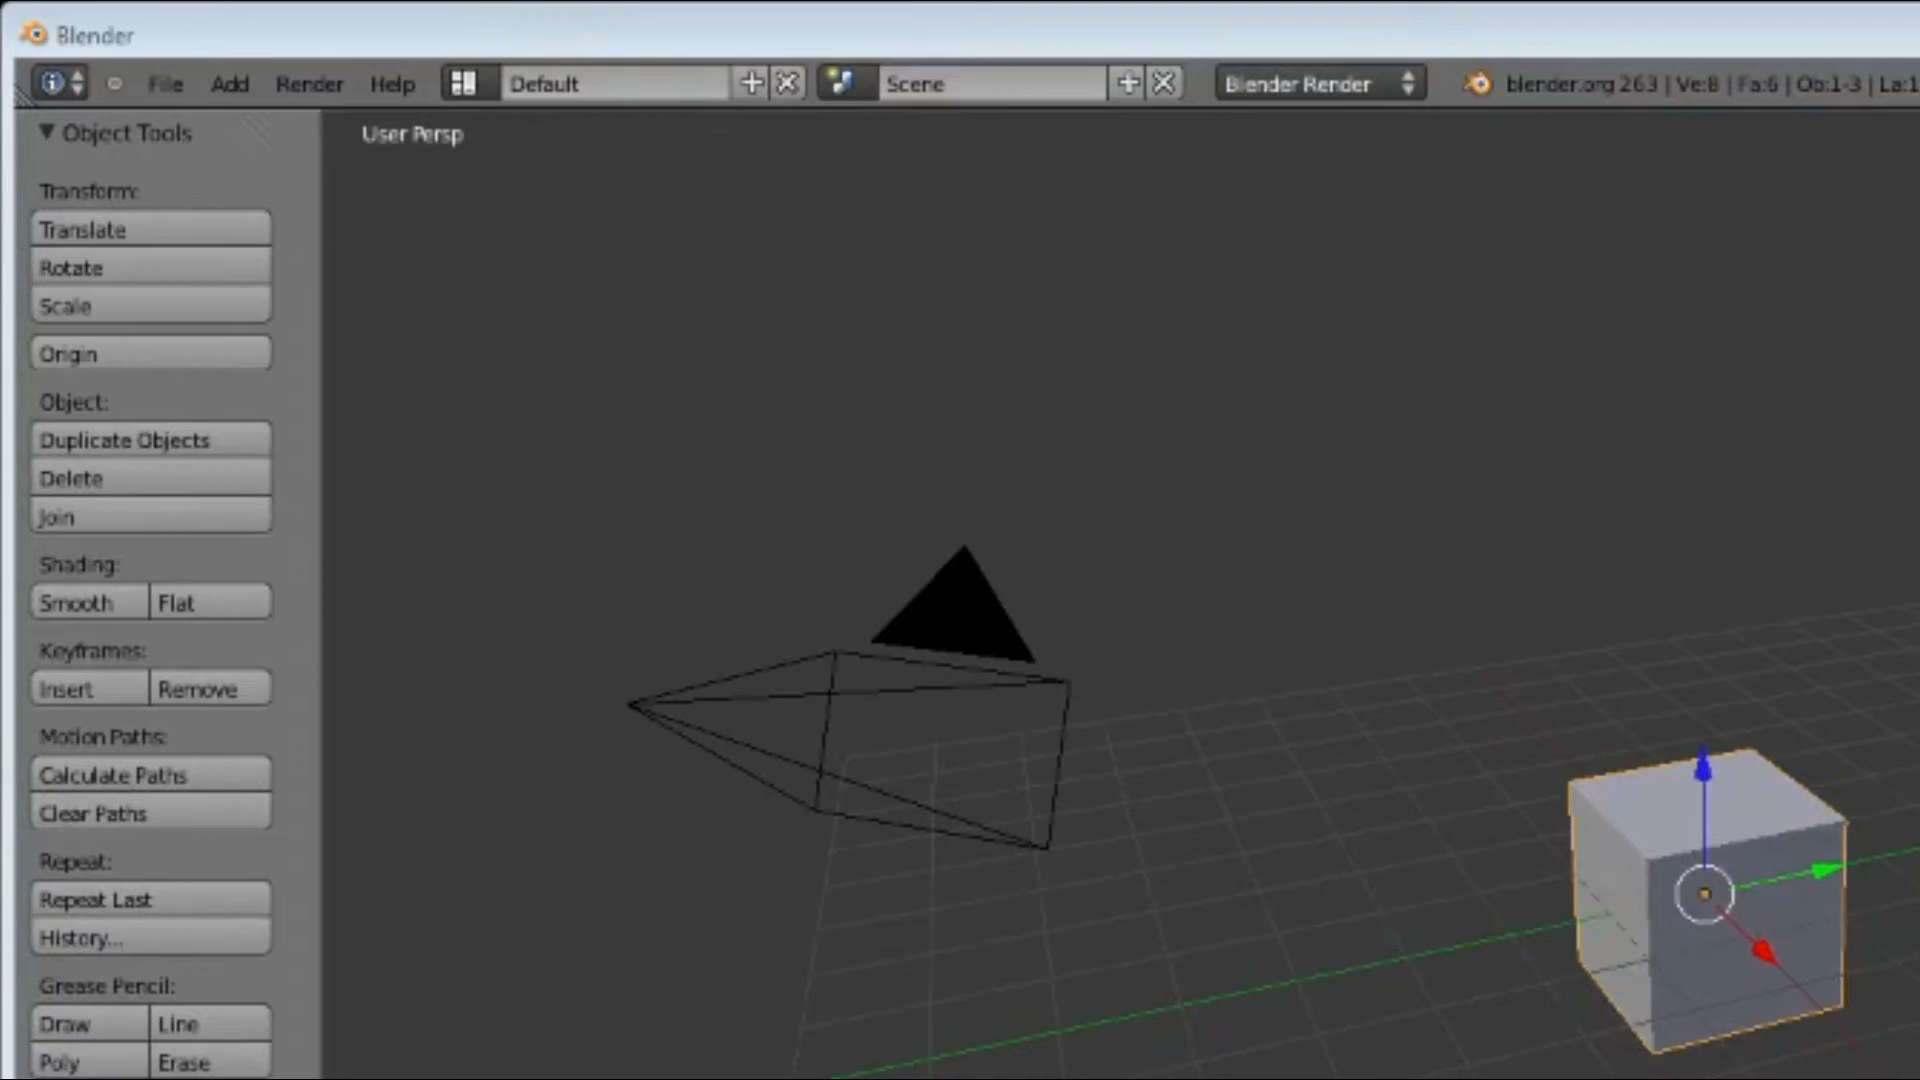 Blender
File Add Render Help Default Scene Blender Render blender.org 263 | Ve:8 | Fa:6 | Ob:1-3 | La:1
Object Tools
User Persp
Transform:
Translate
Rotate
Scale
Origin
Object:
Duplicate Objects
Delete
Join
Shading:
Smooth Flat
Keyframes:
Insert Remove
Motion Paths:
Calculate Paths
Clear Paths
Repeat:
Repeat Last
History...
Grease Pencil:
Draw Line
Poly Erase